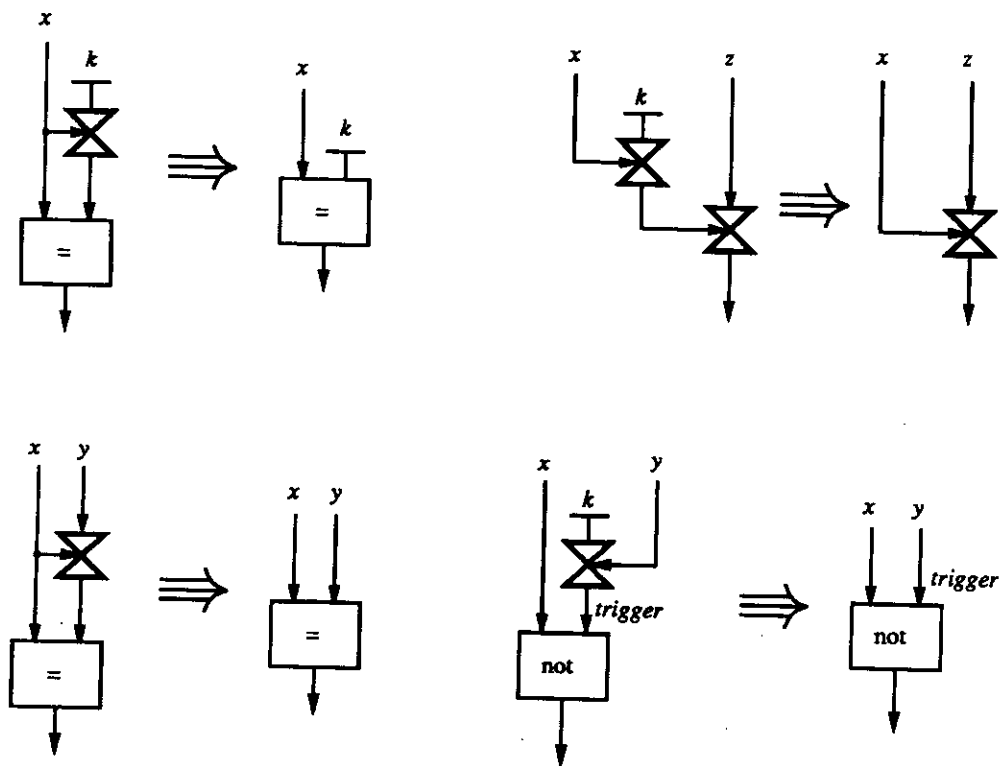 x
k
=
x
k
=
x
k
z
x
z
x
y
=
x
y
=
x
k
y
trigger
not
x
y
trigger
not